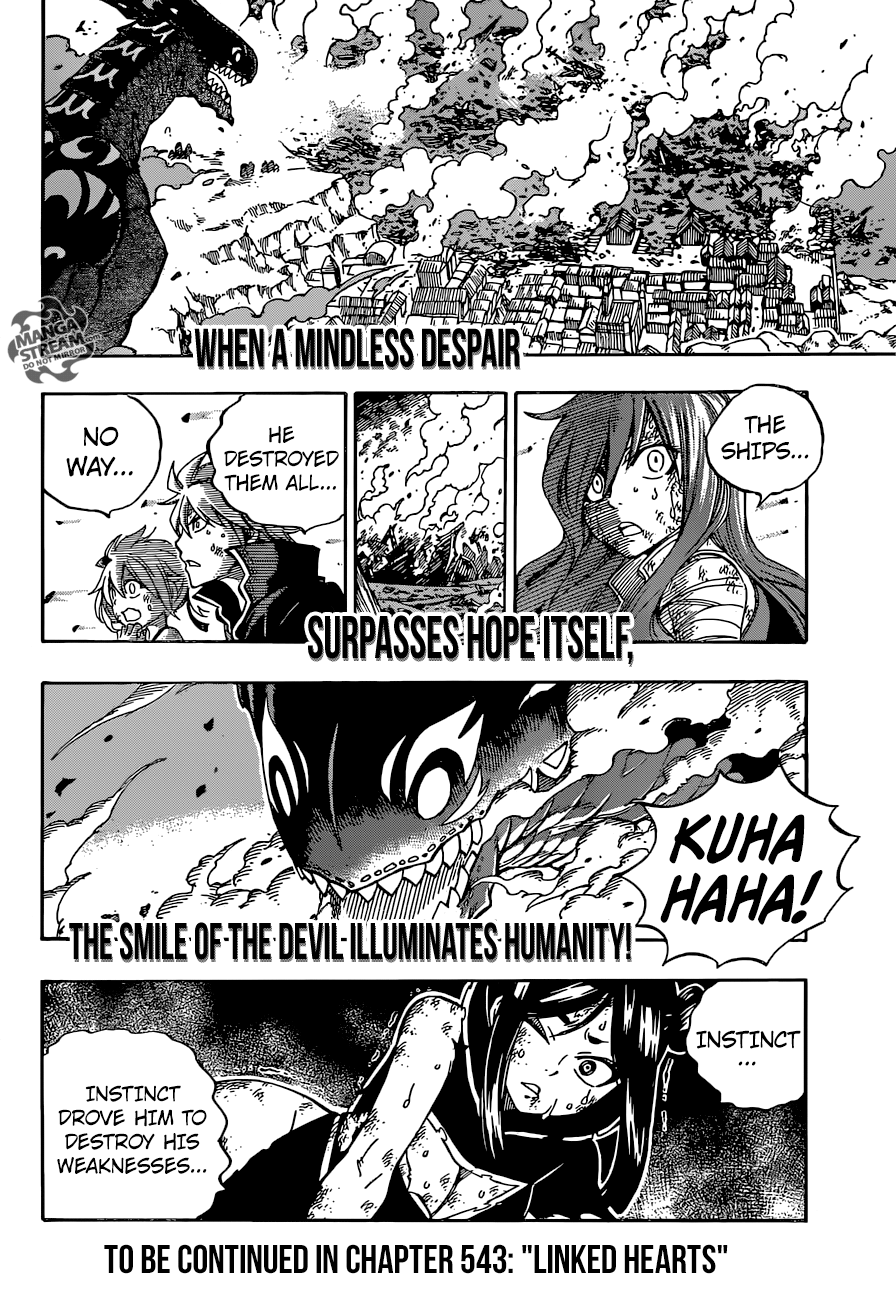 MANGA
STREAM
DO NOT MIRROR
WHEN A MINDLESS DESPAIR
THE
SHIPS...
HE
DESTROYED
THEM ALL...
NO
WAY...
SURPASSES HOPE ITSELF,
KUHA
HAHA!
THE SMILE OF THE DEVIL ILLUMINATES HUMANITY!
INSTINCT
...
INSTINCT
DROVE HIM TO
DESTROY HIS
WEAKNESSES...
TO BE CONTINUED IN CHAPTER 543: "LINKED HEARTS"